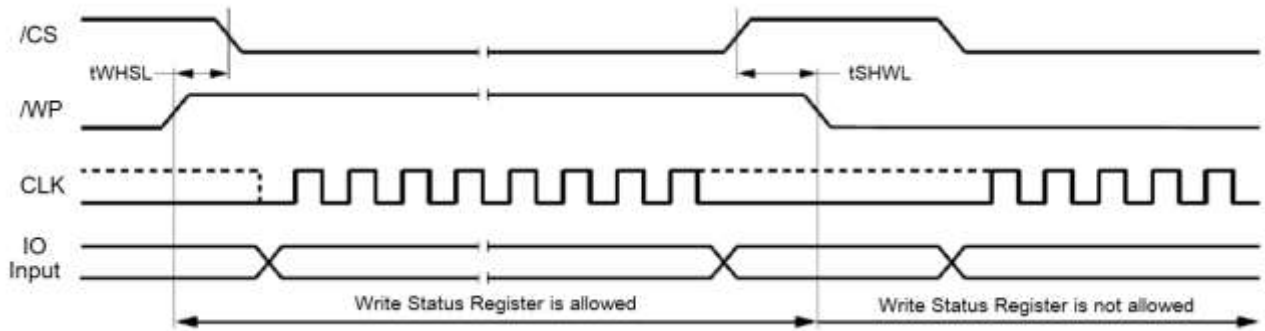 /CS
tWHSL
tSHWL
/WP
CLK
IO
Input
Write Status Register is allowed
Write Status Register is not allowed